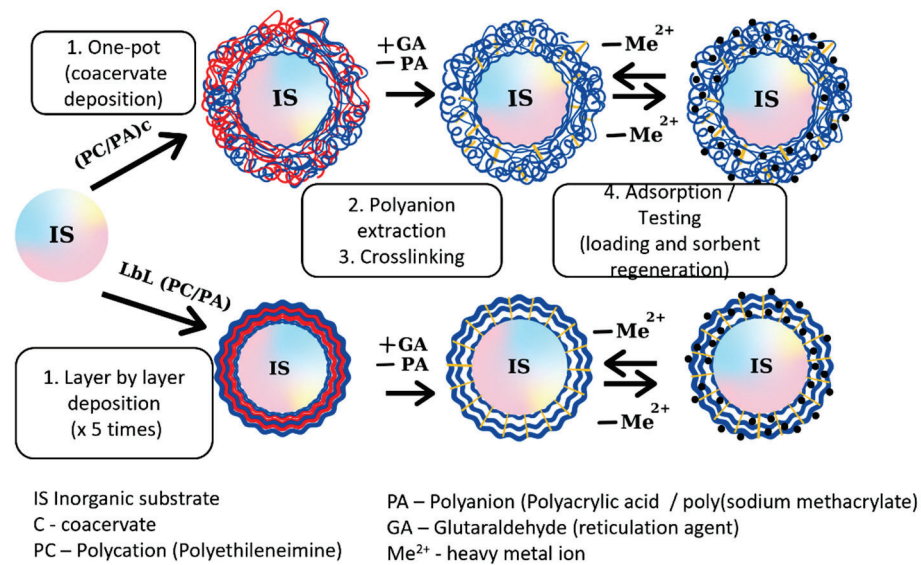 1. One-pot
(coacervate
deposition)
IS
+GA
−PA
IS
−Me²⁺
−Me²⁺
IS
(PC/PA)c
IS
2. Polyanion
extraction
3. Crosslinking
4. Adsorption /
Testing
(loading and sorbent
regeneration)
LbL (PC/PA)
1. Layer by layer
deposition
(x 5 times)
IS
+GA
−PA
IS
−Me²⁺
−Me²⁺
IS
IS Inorganic substrate
C - coacervate
PC – Polycation (Polyethileneimine)
PA – Polyanion (Polyacrylic acid / poly(sodium methacrylate)
GA – Glutaraldehyde (reticulation agent)
Me²⁺ - heavy metal ion